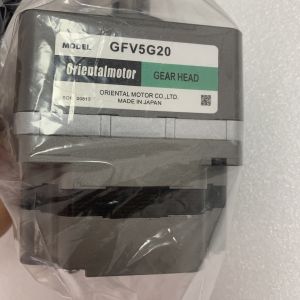 MODEL GFV5G20
Orientalmotor GEAR HEAD
ORIENTAL MOTOR CO.,LTD.
MADE IN JAPAN